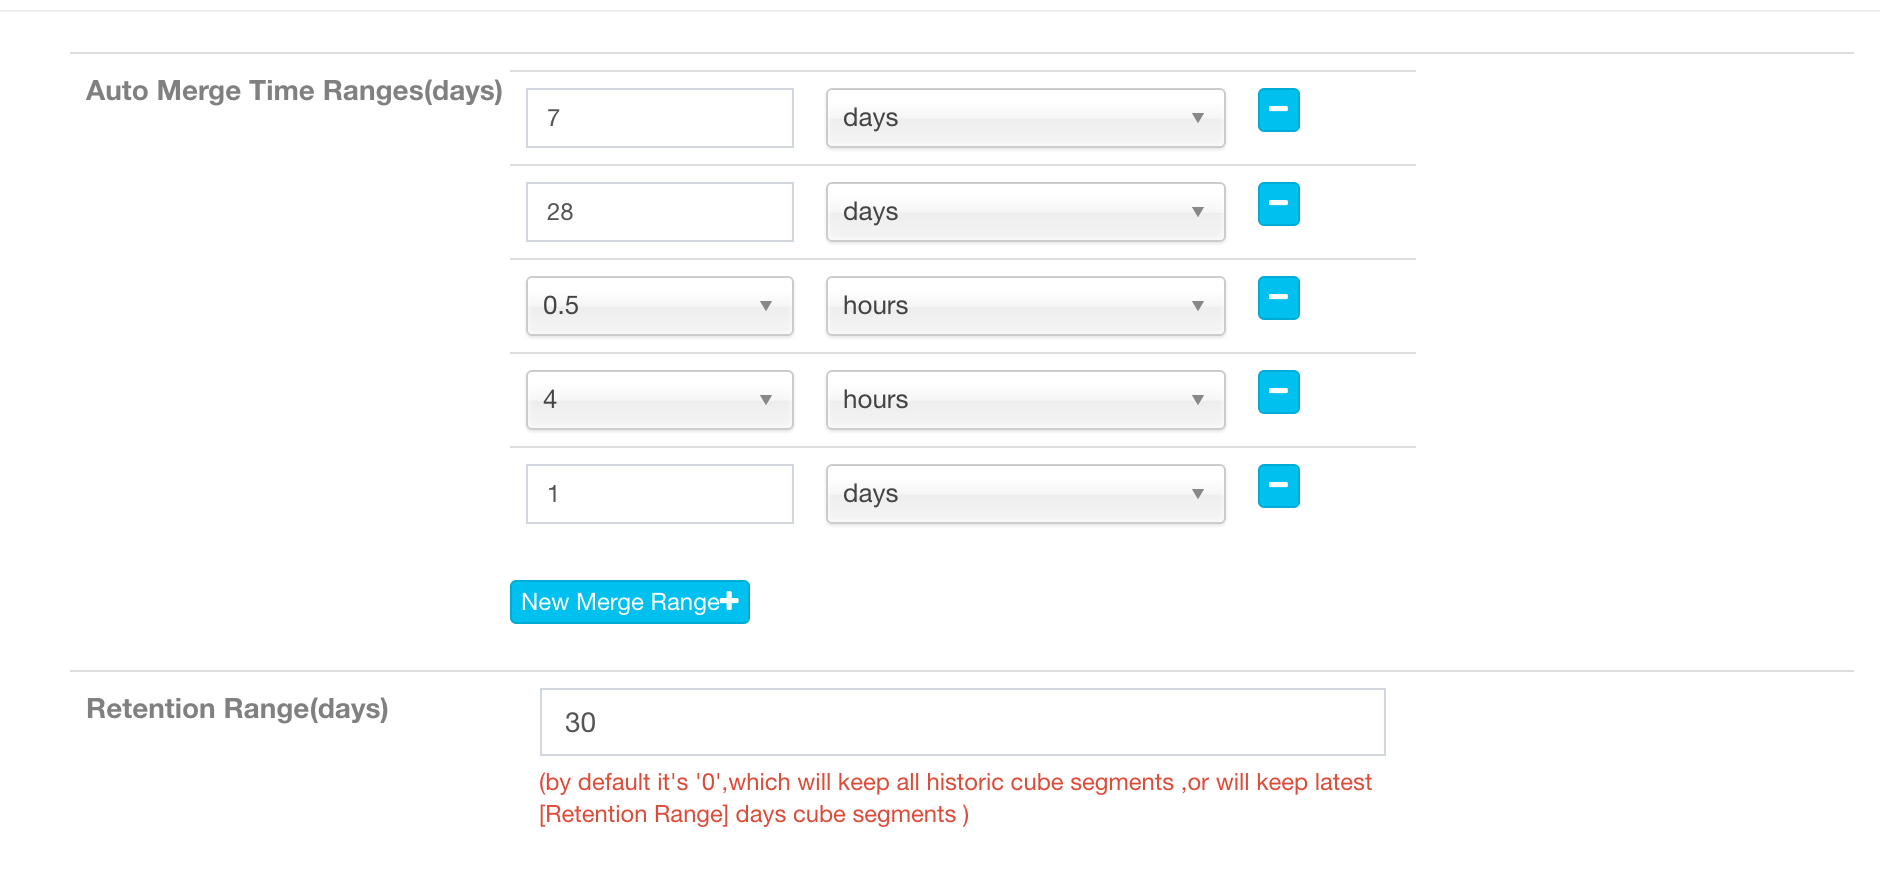 Auto Merge Time Ranges(days)
7 days
28 days
0.5 hours
4 hours
1 days
New Merge Range
Retention Range(days)
30
(by default it's '0',which will keep all historic cube segments ,or will keep latest
[Retention Range] days cube segments )